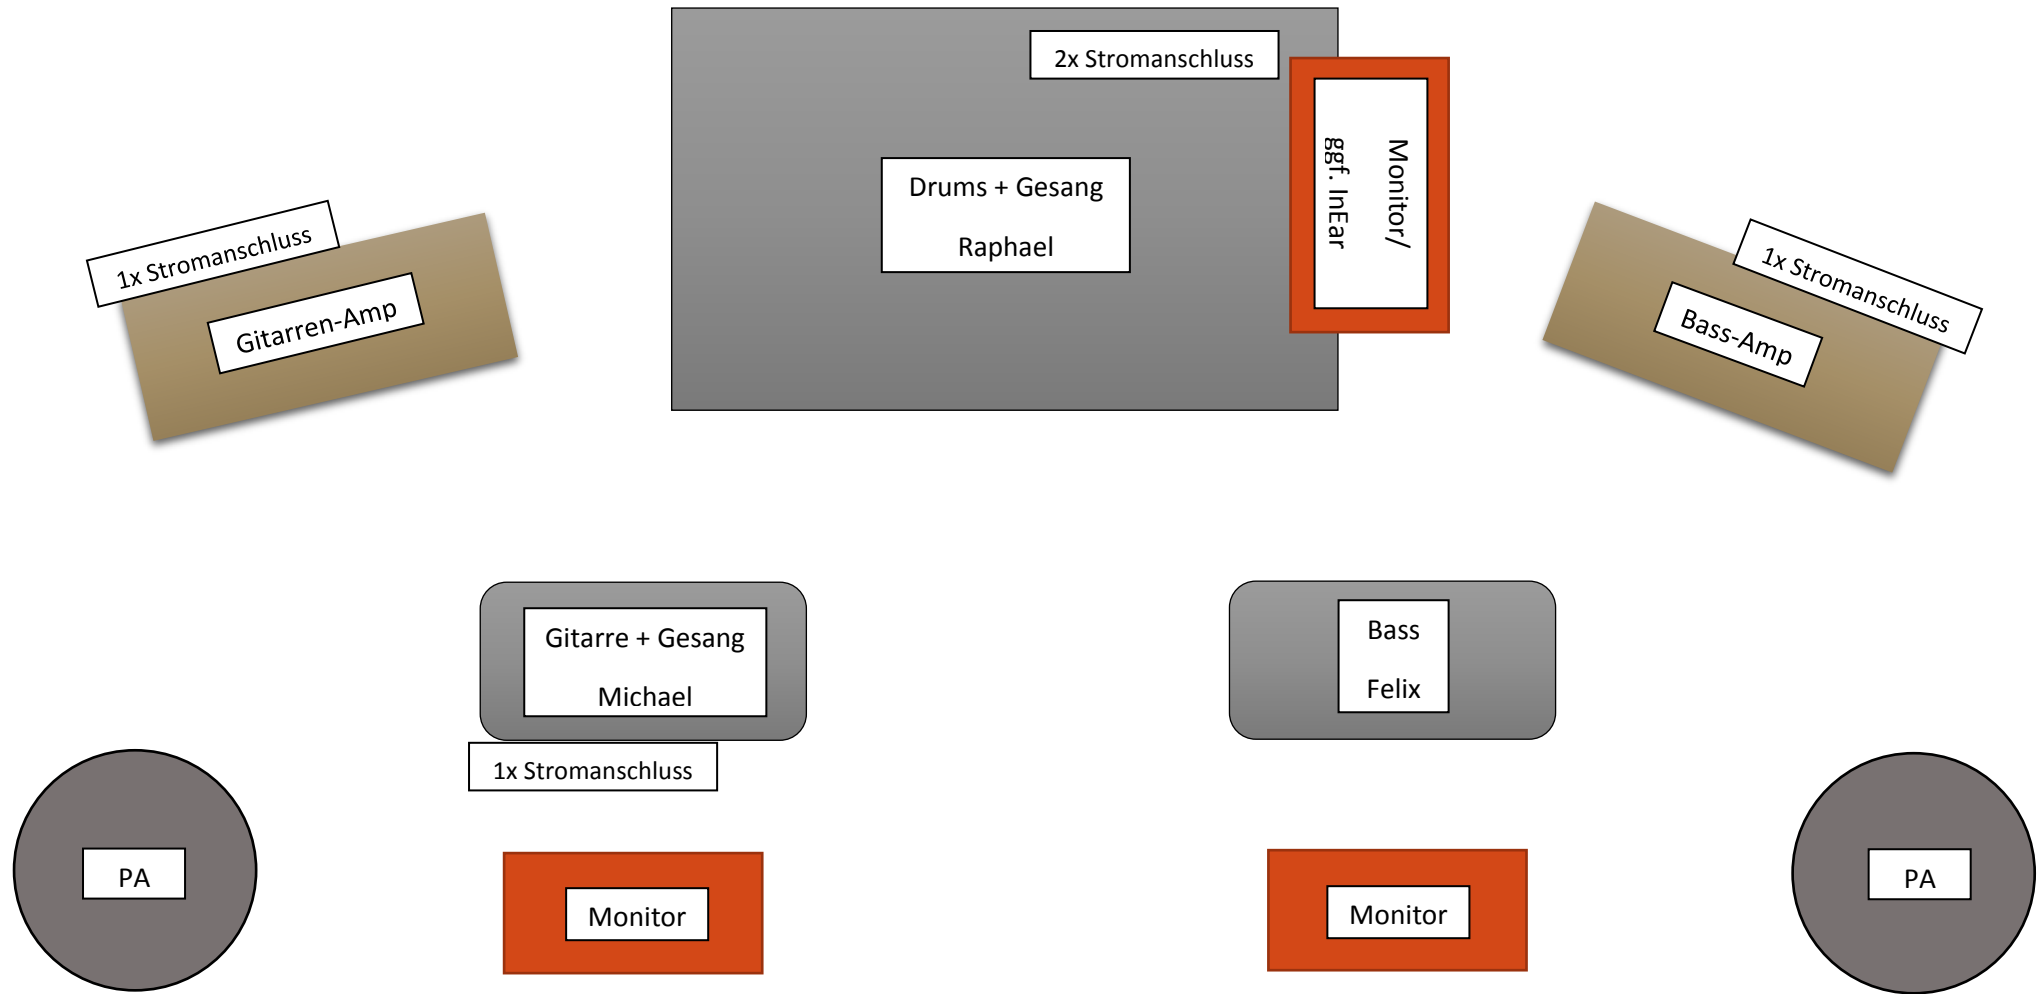 2x Stromanschluss
Monitor/
ggf. InEar
Drums + Gesang
Raphael
1x Stromanschluss
Gitarren-Amp
1x Stromanschluss
Bass-Amp
Gitarre + Gesang
Michael
1x Stromanschluss
Bass
Felix
PA
Monitor
Monitor
PA